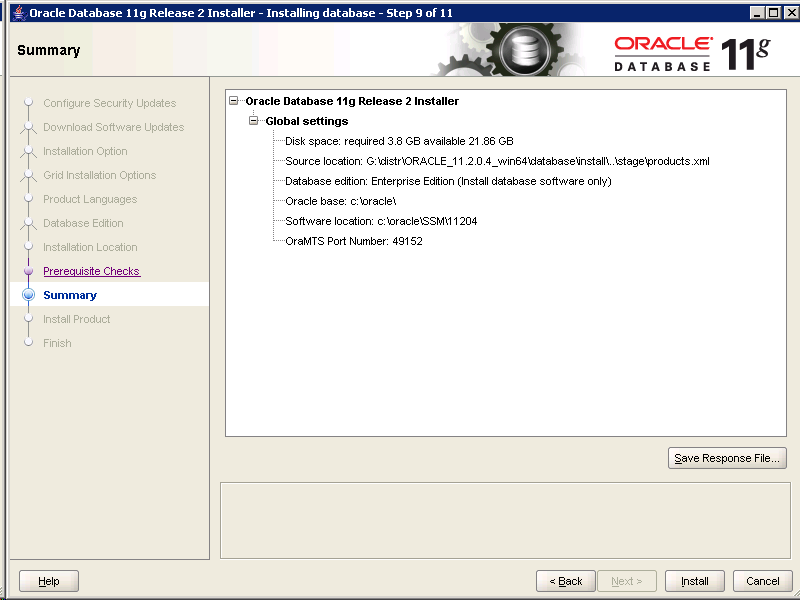 Oracle Database 11g Release 2 Installer - Installing database - Step 9 of 11
Summary
ORACLE
DATABASE
11g
Configure Security Updates
Download Software Updates
Installation Option
Grid Installation Options
Product Languages
Database Edition
Installation Location
Prerequisite Checks
Summary
Install Product
Finish
Oracle Database 11g Release 2 Installer
Global settings
Disk space: required 3.8 GB available 21.86 GB
Source location: G:\distr\ORACLE_11.2.0.4_win64\database\install\..\stage\products.xml
Database edition: Enterprise Edition (Install database software only)
Oracle base: c:\oracle\
Software location: c:\oracle\SSM\11204
OraMTS Port Number: 49152
Save Response File...
Help
< Back
Next >
Install
Cancel